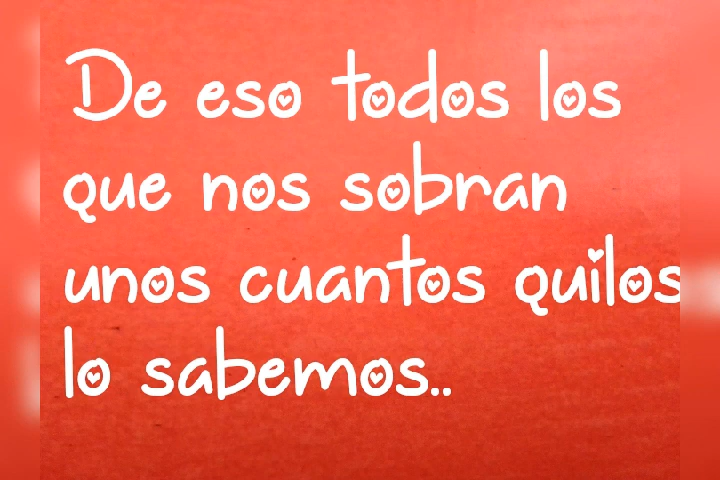 De eso todos los
que nos sobran
unos cuantos quilos
lo sabemos..